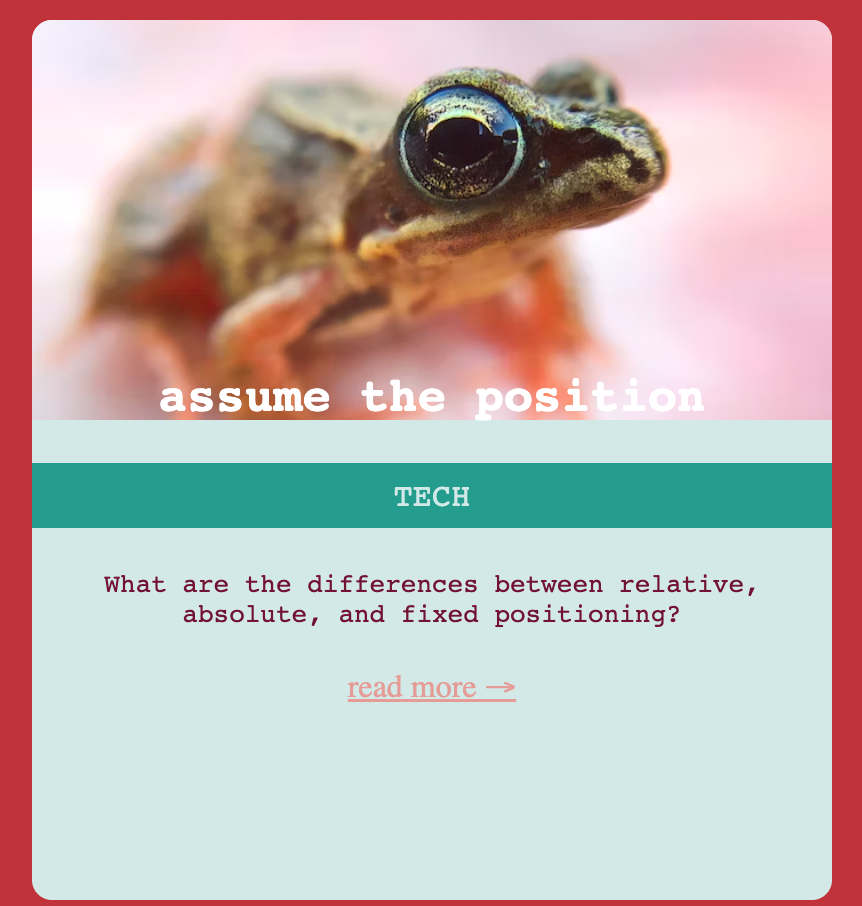 assume the position
TECH
What are the differences between relative,
absolute, and fixed positioning?
read more →